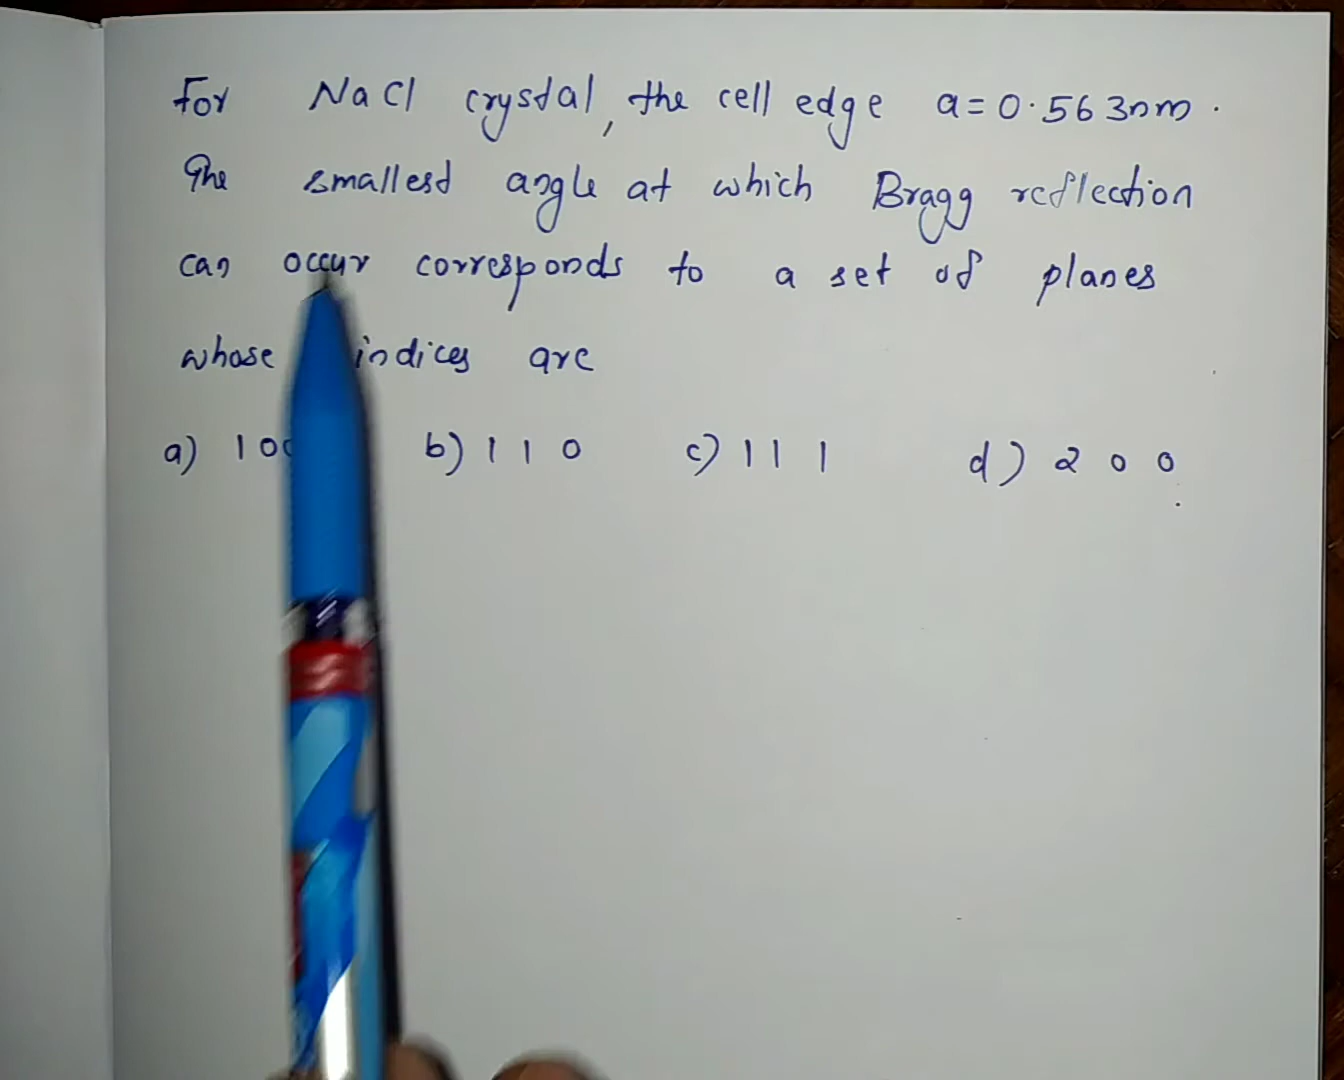 For NaCl crystal, the cell edge a=0.563nm.
The smallest angle at which Bragg reflection
can occur corresponds to a set of planes
whose indices are
a) 10 b) 1 1 0 c) 1 1 1 d) 2 0 0